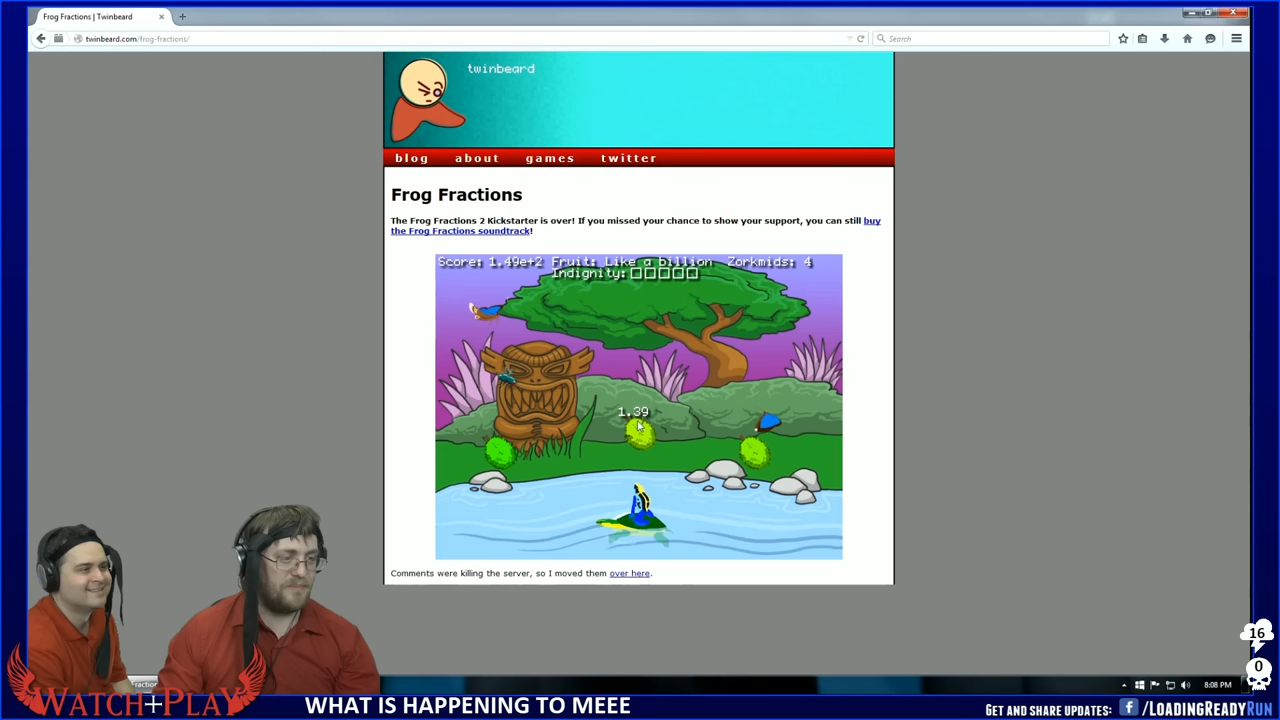 Frog Fractions | Twinbeard
twinbeard.com/frog-fractions/
Search
twinbeard
blog about games twitter
Frog Fractions
The Frog Fractions 2 Kickstarter is over! If you missed your chance to show your support, you can still buy
the Frog Fractions soundtrack!
Score: 1.49e+2 Fruit: Like a billion Zorkmids: 4
Indignity:
1.39
Comments were killing the server, so I moved them over here.
16
0
Fraction
8:08 PM
WATCH+PLAY
WHAT IS HAPPENING TO MEEE
GET AND SHARE UPDATES: f /LOADINGREADYRUN